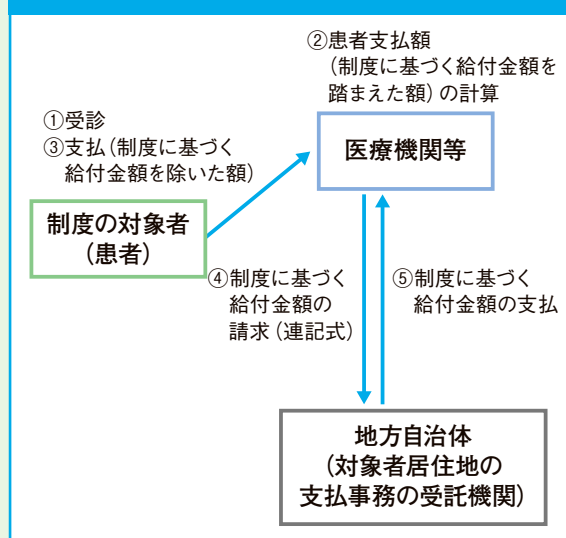 ②患者支払額
(制度に基づく給付金額を
踏まえた額)の計算
①受診
③支払(制度に基づく
給付金額を除いた額)
医療機関等
制度の対象者
(患者)
④制度に基づく
給付金額の
請求(連記式)
⑤制度に基づく
給付金額の支払
地方自治体
(対象者居住地の
支払事務の受託機関)